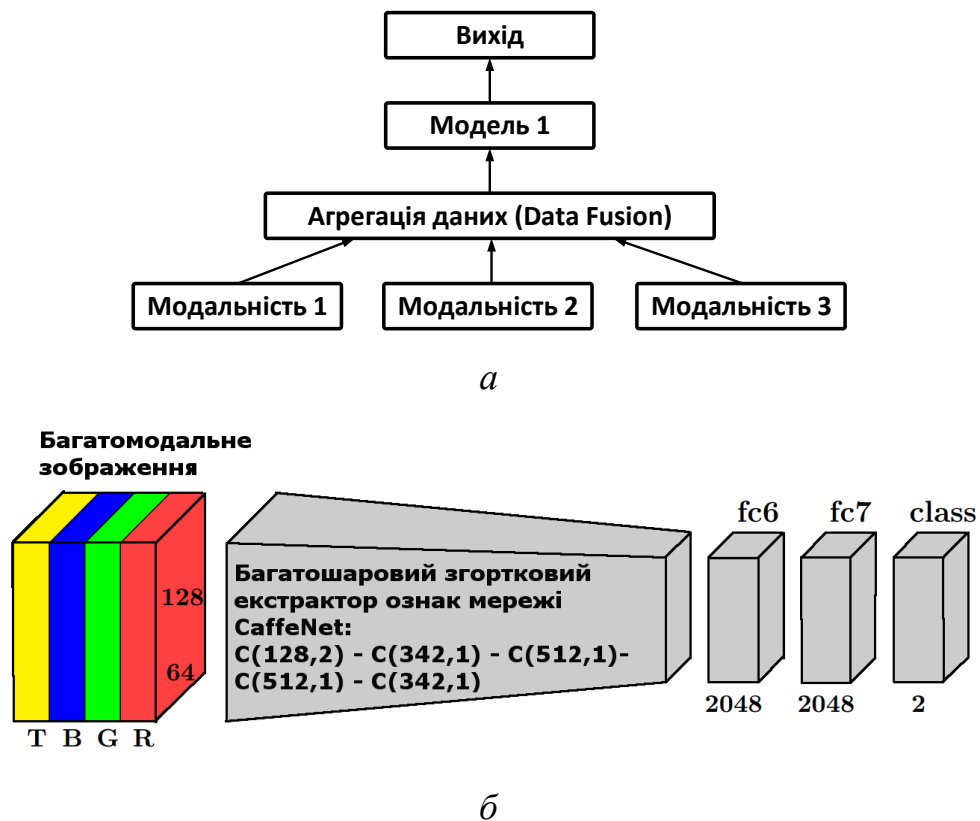 Вихід
Модель 1
Агрегація даних (Data Fusion)
Модальність 1 Модальність 2 Модальність 3
а
Багатомодальне
зображення
fc6 fc7 class
128
64
Багатошаровий згортковий
екстрактор ознак мережі
CaffeNet:
C(128,2) - C(342,1) - C(512,1)-
C(512,1) - C(342,1)
2048 2048 2
T B G R
б